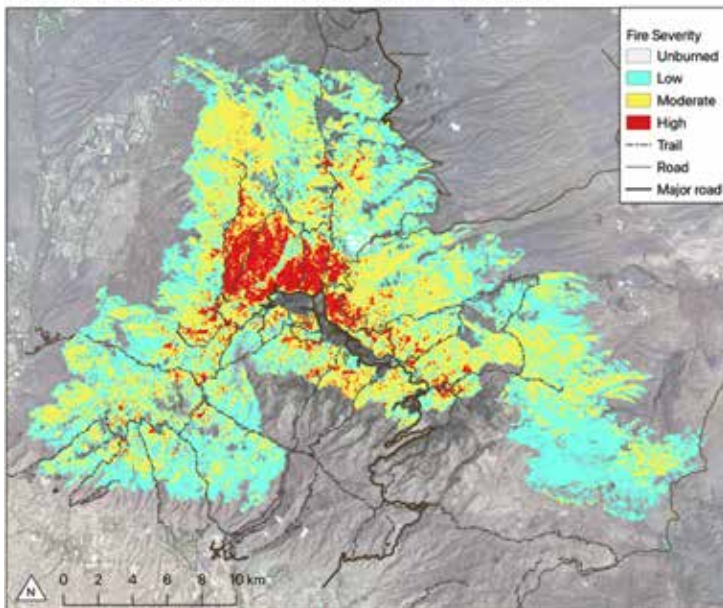 Fire Severity
Unburned
Low
Moderate
High
Trail
Road
Major road
N
0 2 4 6 8 10 km